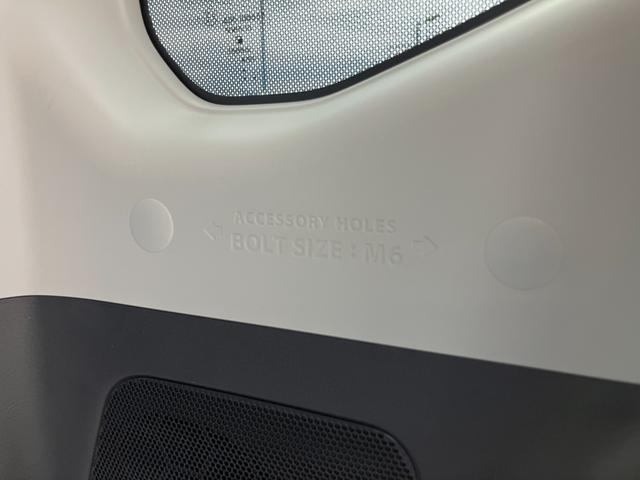 ACCESSORY HOLES
BOLT SIZE : M6